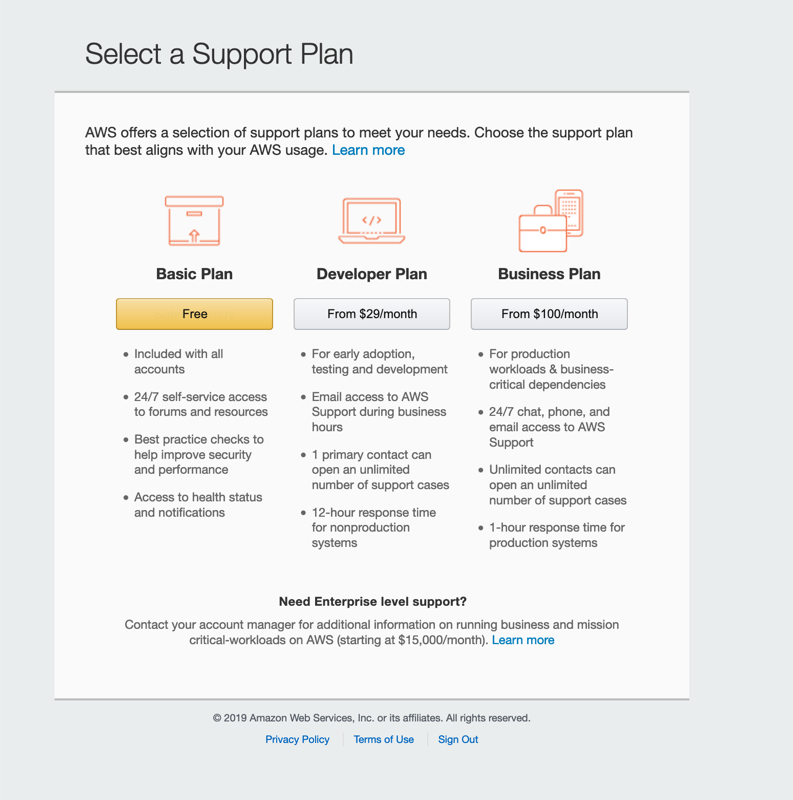 Select a Support Plan
AWS offers a selection of support plans to meet your needs. Choose the support plan
that best aligns with your AWS usage. Learn more
Basic Plan
Free
• Included with all
accounts
• 24/7 self-service access
to forums and resources
• Best practice checks to
help improve security
and performance
• Access to health status
and notifications
Developer Plan
From $29/month
• For early adoption,
testing and development
• Email access to AWS
Support during business
hours
• 1 primary contact can
open an unlimited
number of support cases
• 12-hour response time
for nonproduction
systems
Business Plan
From $100/month
• For production
workloads & business-
critical dependencies
• 24/7 chat, phone, and
email access to AWS
Support
• Unlimited contacts can
open an unlimited
number of support cases
• 1-hour response time for
production systems
Need Enterprise level support?
Contact your account manager for additional information on running business and mission
critical-workloads on AWS (starting at $15,000/month). Learn more
© 2019 Amazon Web Services, Inc. or its affiliates. All rights reserved.
Privacy Policy | Terms of Use | Sign Out